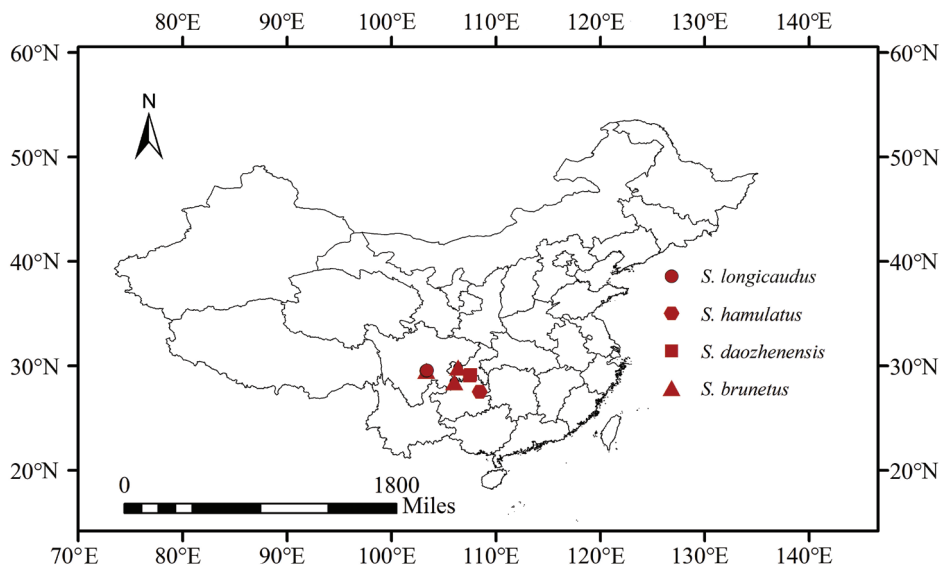 80°E 90°E 100°E 110°E 120°E 130°E 140°E
60°N 60°N
N
50°N 50°N
40°N 40°N
S. longicaudus
S. hamulatus
S. daozhenensis
30°N 30°N
S. brunetus
20°N 20°N
0 1800
Miles
70°E 80°E 90°E 100°E 110°E 120°E 130°E 140°E